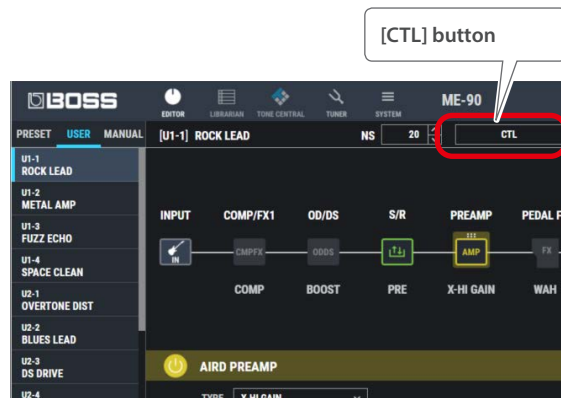 [CTL] button
BOSS
EDITOR
LIBRARIAN
TONE CENTRAL
TUNER
SYSTEM
ME-90
PRESET USER MANUAL
[U1-1] ROCK LEAD
NS 20
CTL
U1-1
ROCK LEAD
U1-2
METAL AMP
U1-3
FUZZ ECHO
U1-4
SPACE CLEAN
U2-1
OVERTONE DIST
U2-2
BLUES LEAD
U2-3
DS DRIVE
U2-4
INPUT COMP/FX1 OD/DS S/R PREAMP PEDAL F
IN CMPFX ODDS AMP FX
COMP BOOST PRE X-HI GAIN WAH
AIRD PREAMP
TYPE X-HI GAIN